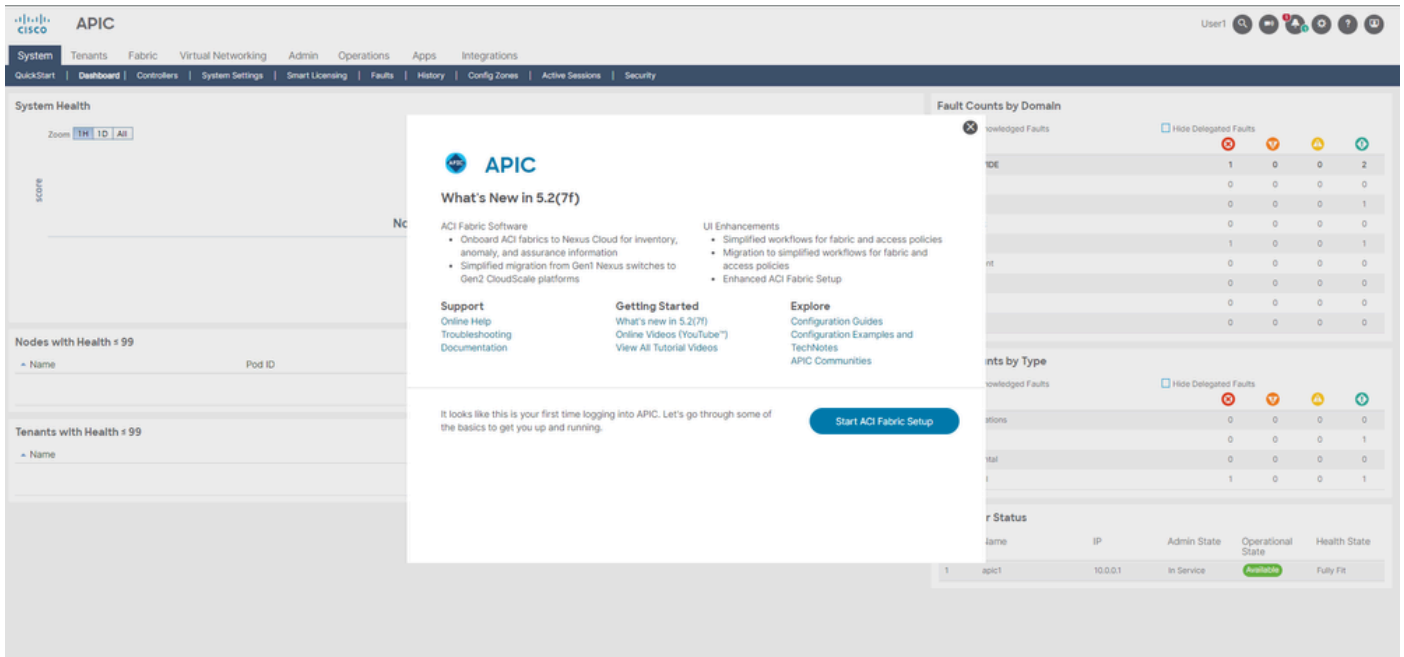 CISCO APIC User1
System Tenants Fabric Virtual Networking Admin Operations Apps Integrations
QuickStart | Dashboard | Controllers | System Settings | Smart Licensing | Faults | History | Config Zones | Active Sessions | Security
System Health
Zoom 1H 1D All
score
Nodes with Health ≤ 99
Name Pod ID
Tenants with Health ≤ 99
Name
APIC
What's New in 5.2(7f)
ACI Fabric Software
• Onboard ACI fabrics to Nexus Cloud for inventory,
anomaly, and assurance information
• Simplified migration from Gen1 Nexus switches to
Gen2 CloudScale platforms
UI Enhancements
• Simplified workflows for fabric and access policies
• Migration to simplified workflows for fabric and
access policies
• Enhanced ACI Fabric Setup
Support
Online Help
Troubleshooting
Documentation
Getting Started
What's new in 5.2(7f)
Online Videos (YouTube™)
View All Tutorial Videos
Explore
Configuration Guides
Configuration Examples and
TechNotes
APIC Communities
It looks like this is your first time logging into APIC. Let's go through some of
the basics to get you up and running.
Start ACI Fabric Setup
Fault Counts by Domain
Faults Hide Delegated Faults
1 0 0 2
0 0 0 0
0 0 0 1
0 0 0 0
1 0 0 1
0 0 0 0
0 0 0 0
0 0 0 0
0 0 0 0
by Type
Faults Hide Delegated Faults
0 0 0 0
0 0 0 1
0 0 0 0
1 0 0 1
Status
Name IP Admin State Operational State Health State
1 apic1 10.0.0.1 In Service Available Fully Fit